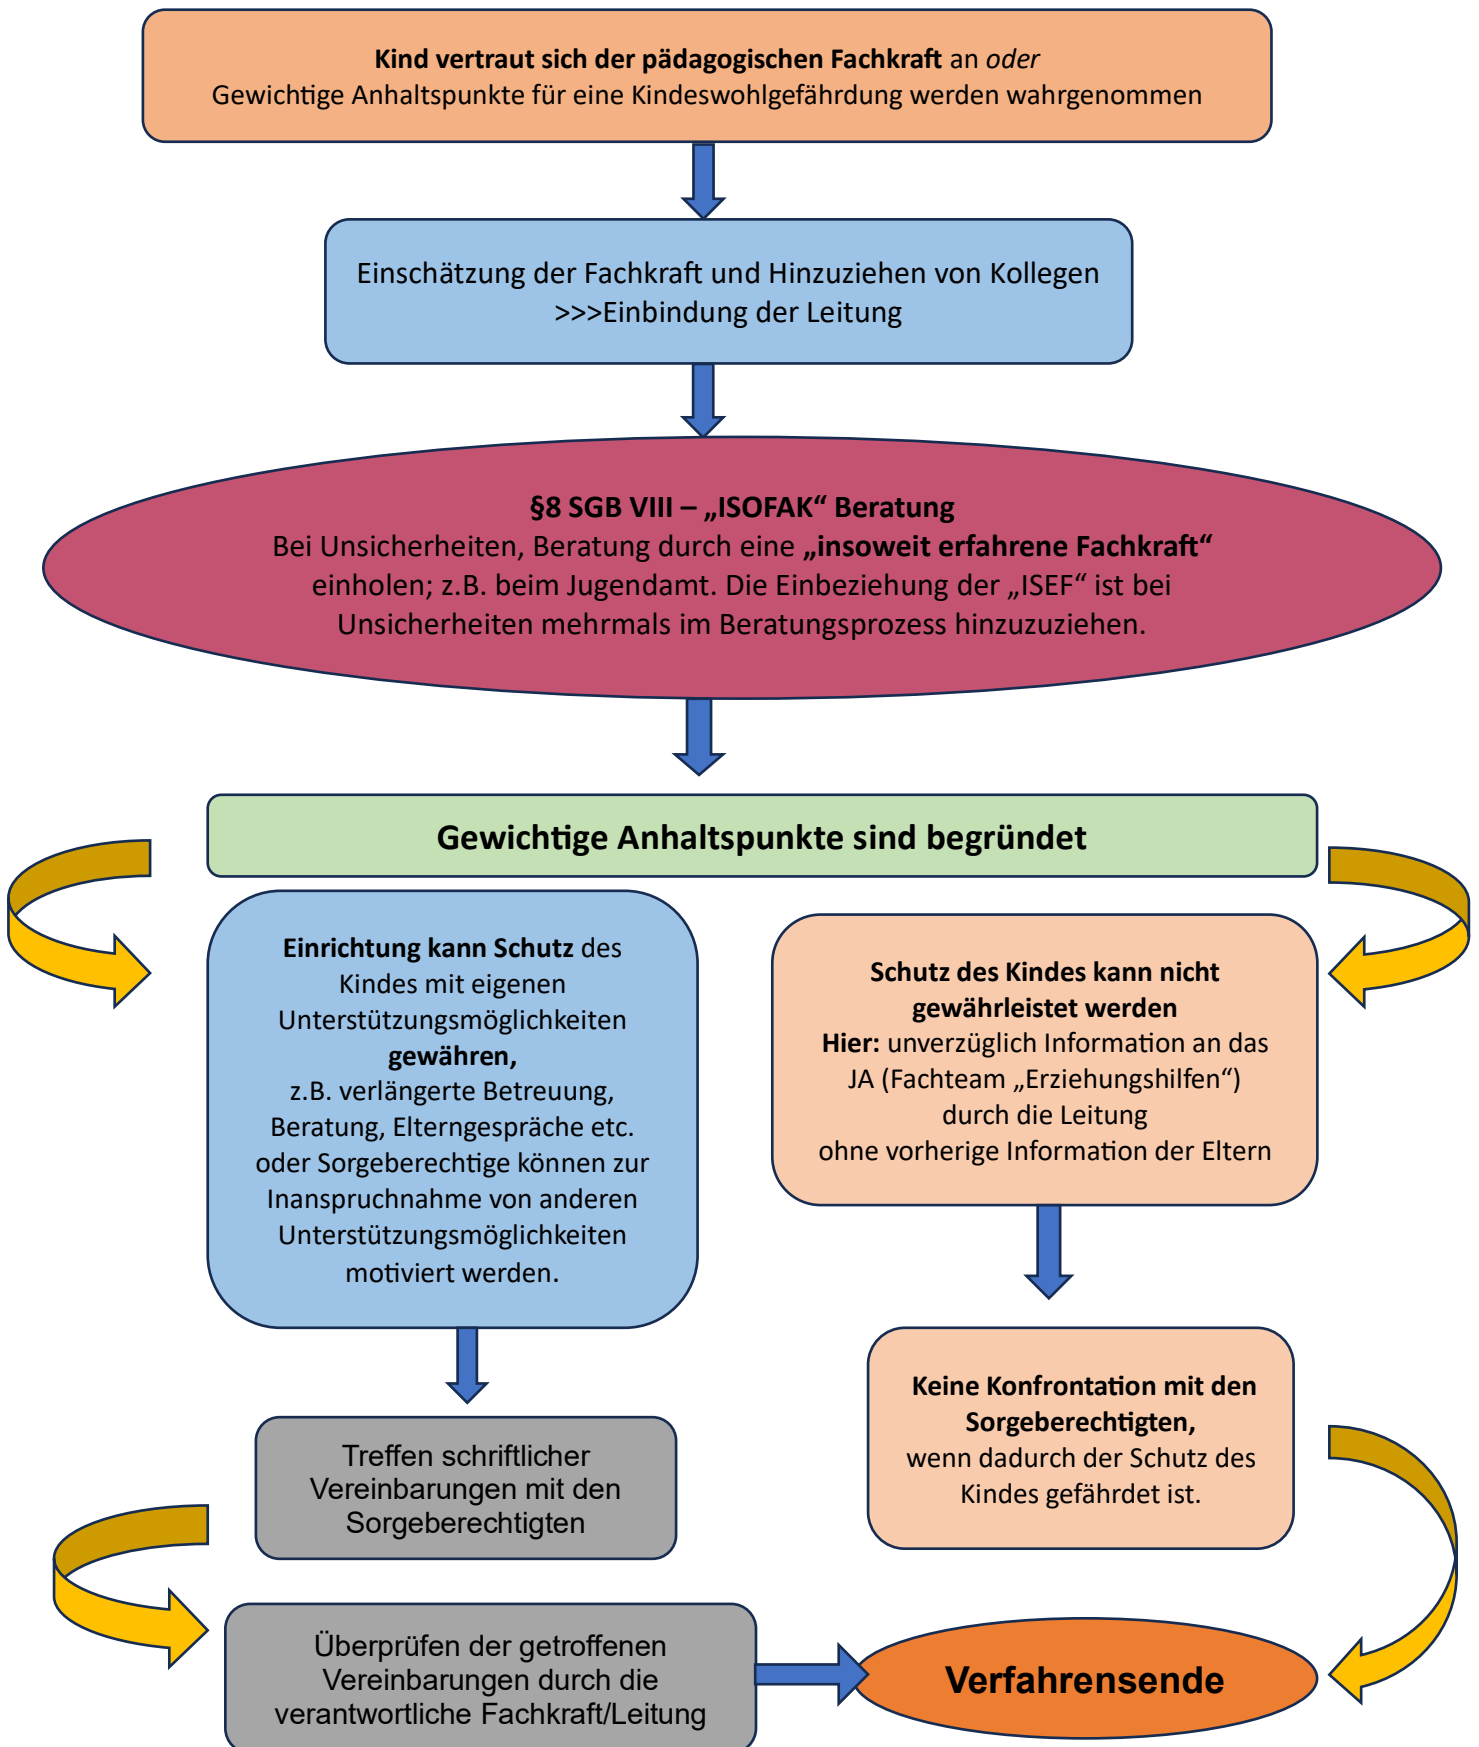 Kind vertraut sich der pädagogischen Fachkraft an oder
Gewichtige Anhaltspunkte für eine Kindeswohlgefährdung werden wahrgenommen
Einschätzung der Fachkraft und Hinzuziehen von Kollegen
>>>Einbindung der Leitung
§8 SGB VIII – „ISOFAK“ Beratung
Bei Unsicherheiten, Beratung durch eine „insoweit erfahrene Fachkraft“
einholen; z.B. beim Jugendamt. Die Einbeziehung der „ISEF“ ist bei
Unsicherheiten mehrmals im Beratungsprozess hinzuzuziehen.
Gewichtige Anhaltspunkte sind begründet
Einrichtung kann Schutz des
Kindes mit eigenen
Unterstützungsmöglichkeiten
gewähren,
z.B. verlängerte Betreuung,
Beratung, Elterngespräche etc.
oder Sorgeberechtige können zur
Inanspruchnahme von anderen
Unterstützungsmöglichkeiten
motiviert werden.
Schutz des Kindes kann nicht
gewährleistet werden
Hier: unverzüglich Information an das
JA (Fachteam „Erziehungshilfen“)
durch die Leitung
ohne vorherige Information der Eltern
Keine Konfrontation mit den
Sorgeberechtigten,
wenn dadurch der Schutz des
Kindes gefährdet ist.
Treffen schriftlicher
Vereinbarungen mit den
Sorgeberechtigten
Überprüfen der getroffenen
Vereinbarungen durch die
verantwortliche Fachkraft/Leitung
Verfahrensende